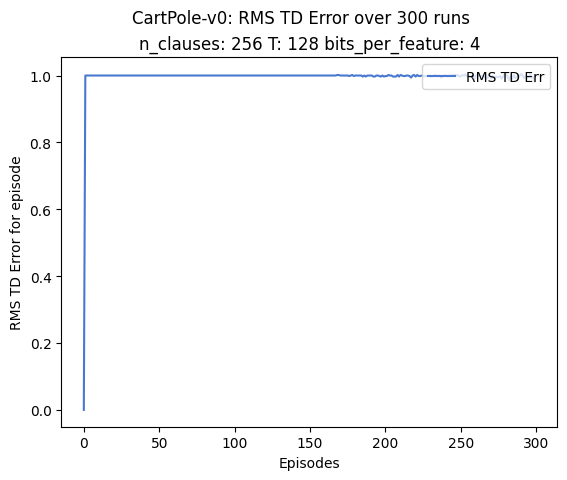 CartPole-v0: RMS TD Error over 300 runs
n_clauses: 256 T: 128 bits_per_feature: 4
RMS TD Err
1.0
0.8
0.6
0.4
0.2
0.0
RMS TD Error for episode
0 50 100 150 200 250 300
Episodes